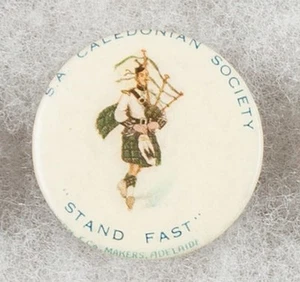 S.A. CALEDONIAN SOCIETY
"STAND FAST"
MAKERS. ADELAIDE